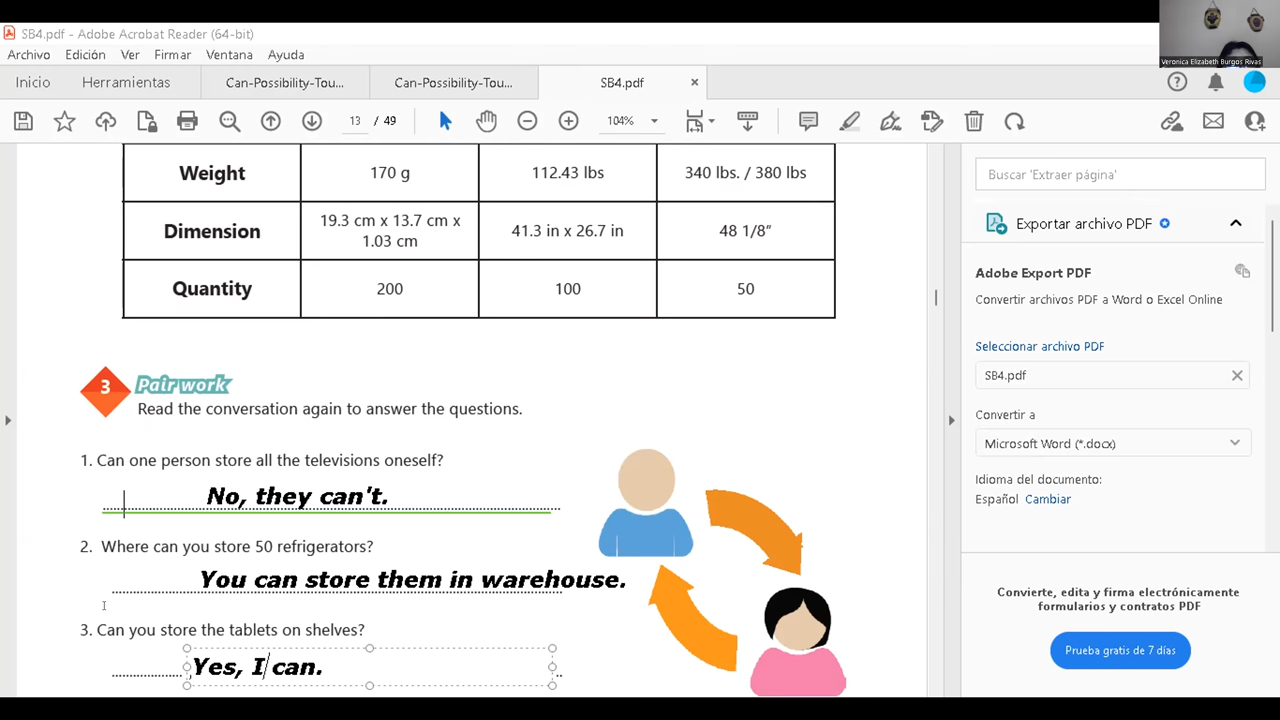 SB4.pdf - Adobe Acrobat Reader (64-bit)
Archivo Edición Ver Firmar Ventana Ayuda
Veronica Elizabeth Burgos Rivas
Inicio Herramientas Can-Possibility-Tou... Can-Possibility-Tou... SB4.pdf
13 / 49 104%
Weight 170 g 112.43 lbs 340 lbs. / 380 lbs
Dimension 19.3 cm x 13.7 cm x 1.03 cm 41.3 in x 26.7 in 48 1/8"
Quantity 200 100 50
3 Pair work
Read the conversation again to answer the questions.
1. Can one person store all the televisions oneself?
No, they can't.
2. Where can you store 50 refrigerators?
You can store them in warehouse.
3. Can you store the tablets on shelves?
Yes, I can.
Buscar 'Extraer página'
Exportar archivo PDF
Adobe Export PDF
Convertir archivos PDF a Word o Excel Online
Seleccionar archivo PDF
SB4.pdf
Convertir a
Microsoft Word (*.docx)
Idioma del documento:
Español Cambiar
Convierte, edita y firma electrónicamente
formularios y contratos PDF
Prueba gratis de 7 días